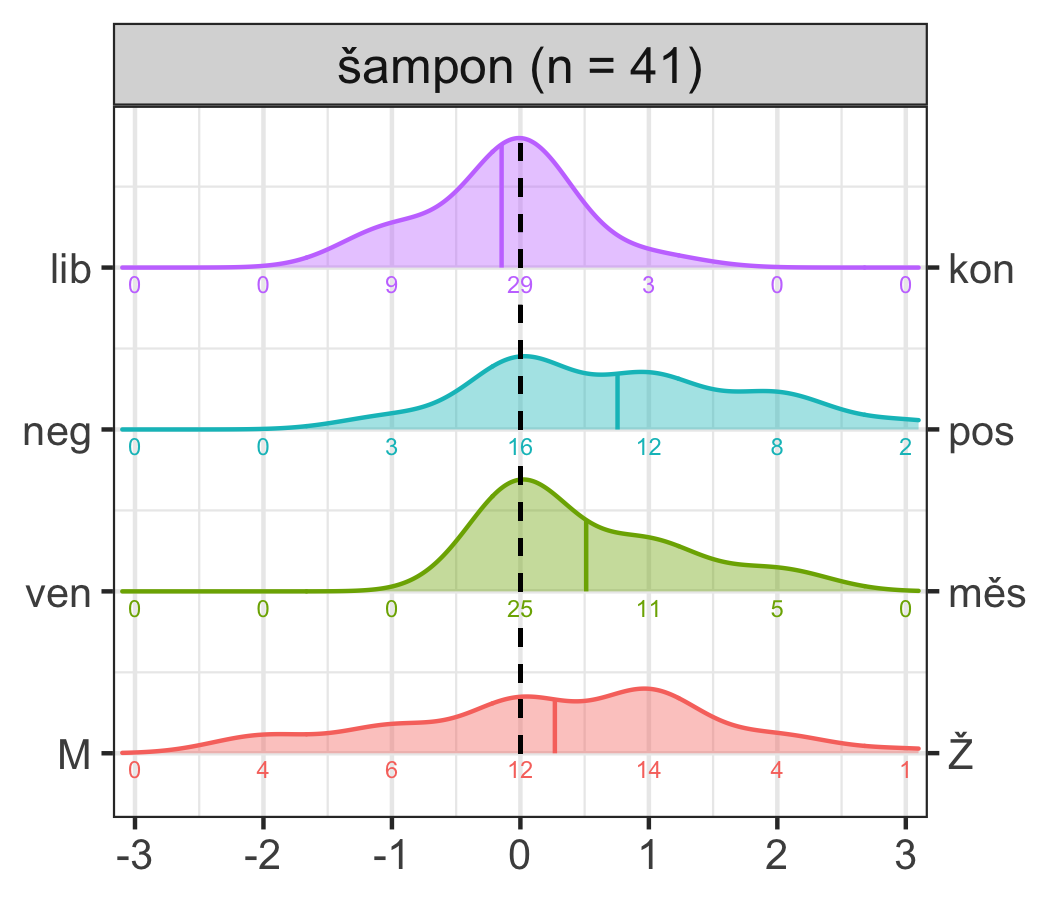 šampon (n = 41)
lib kon
0 0 9 29 3 0 0
neg pos
0 0 3 16 12 8 2
ven měs
0 0 0 25 11 5 0
M Ž
0 4 6 12 14 4 1
-3 -2 -1 0 1 2 3